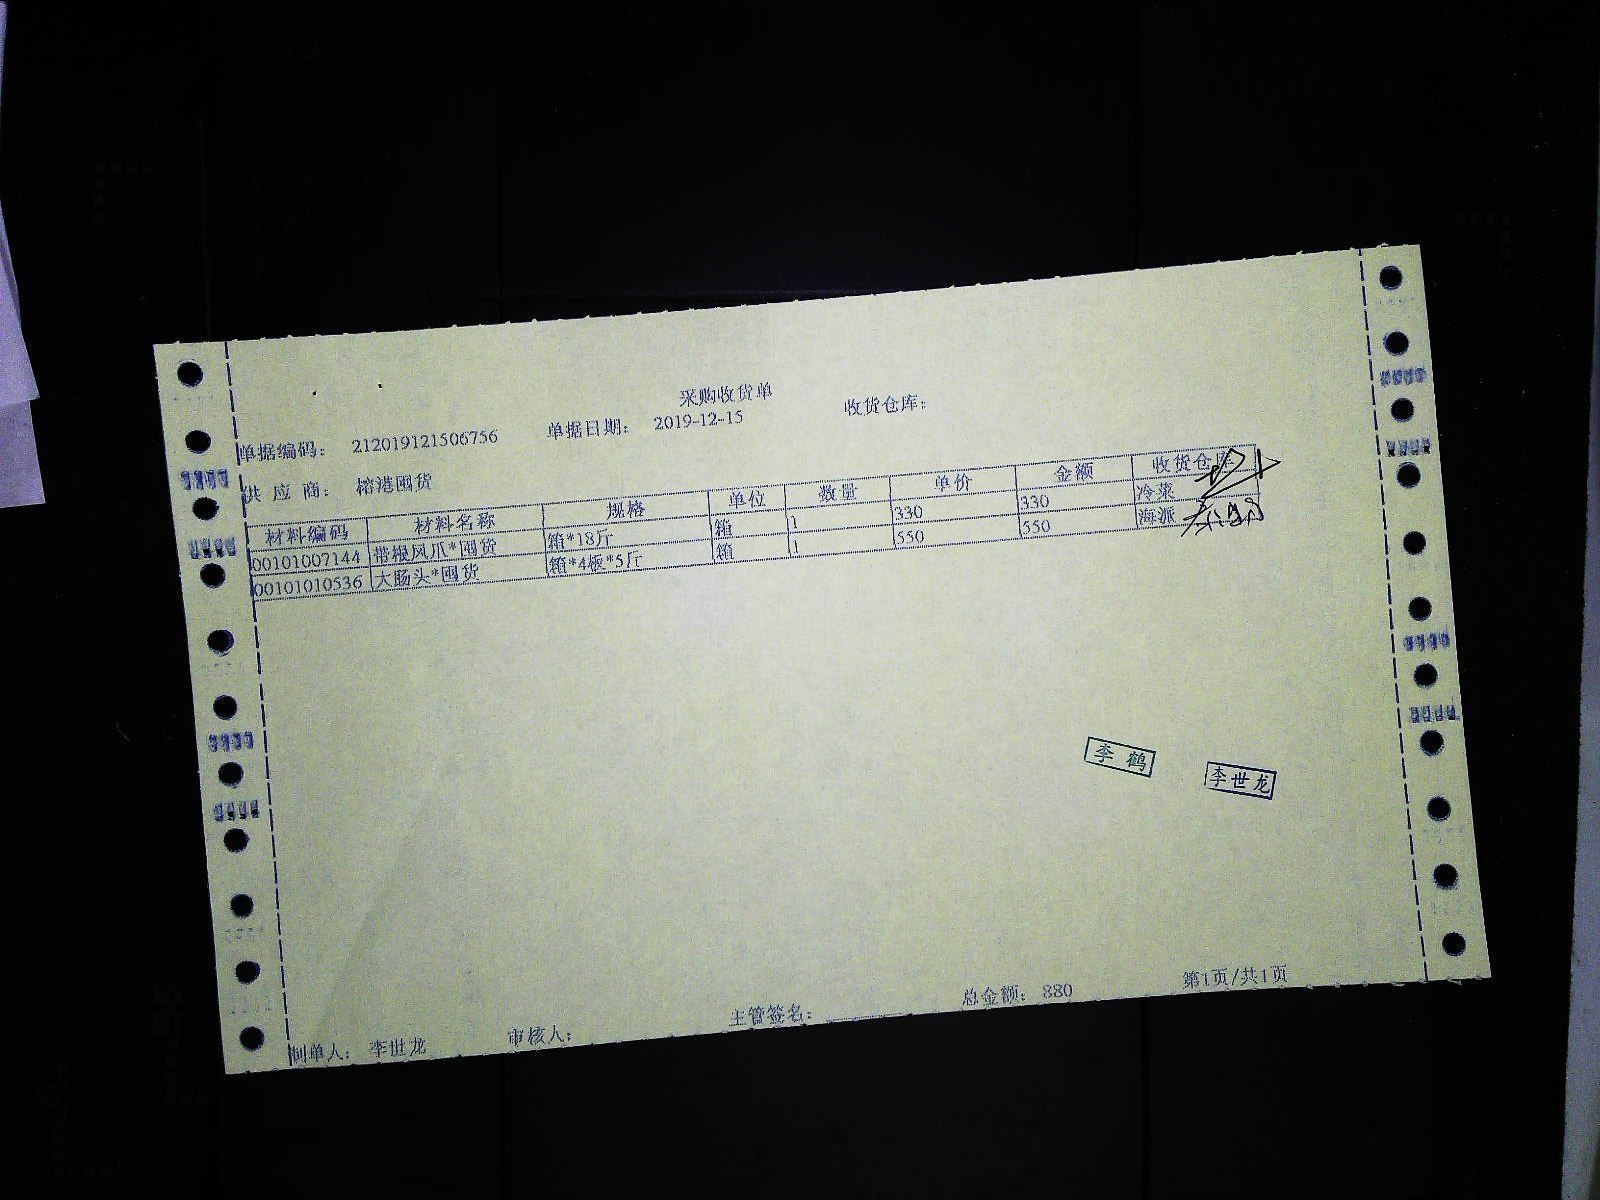 采购收货单
单据编码： 212019121506756 单据日期： 2019-12-15 收货仓库：
供应商： 榕港囤货
材料编码 材料名称 规格 单位 数量 单价 金额 收货仓库
00101007144 带根凤爪*囤货 箱*18斤 箱 1 330 330 冷菜
00101010536 大肠头*囤货 箱*4板*5斤 箱 1 550 550 海派
李鹤
李世龙
制单人： 李世龙 审核人： 主管签名： 总金额： 880 第1页/共1页